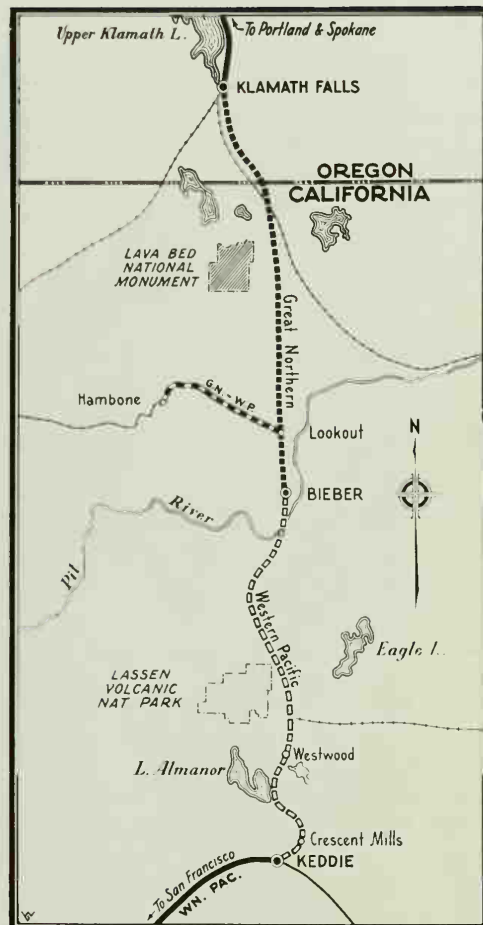 Upper Klamath L.
To Portland & Spokane
KLAMATH FALLS
OREGON
CALIFORNIA
LAVA BED
NATIONAL
MONUMENT
Great Northern
Hambone
GN.-W.P.
Lookout
N
BIEBER
Pit River
Western Pacific
Eagle L.
LASSEN
VOLCANIC
NAT PARK
Westwood
L. Almanor
Crescent Mills
KEDDIE
To San Francisco
WN. PAC.